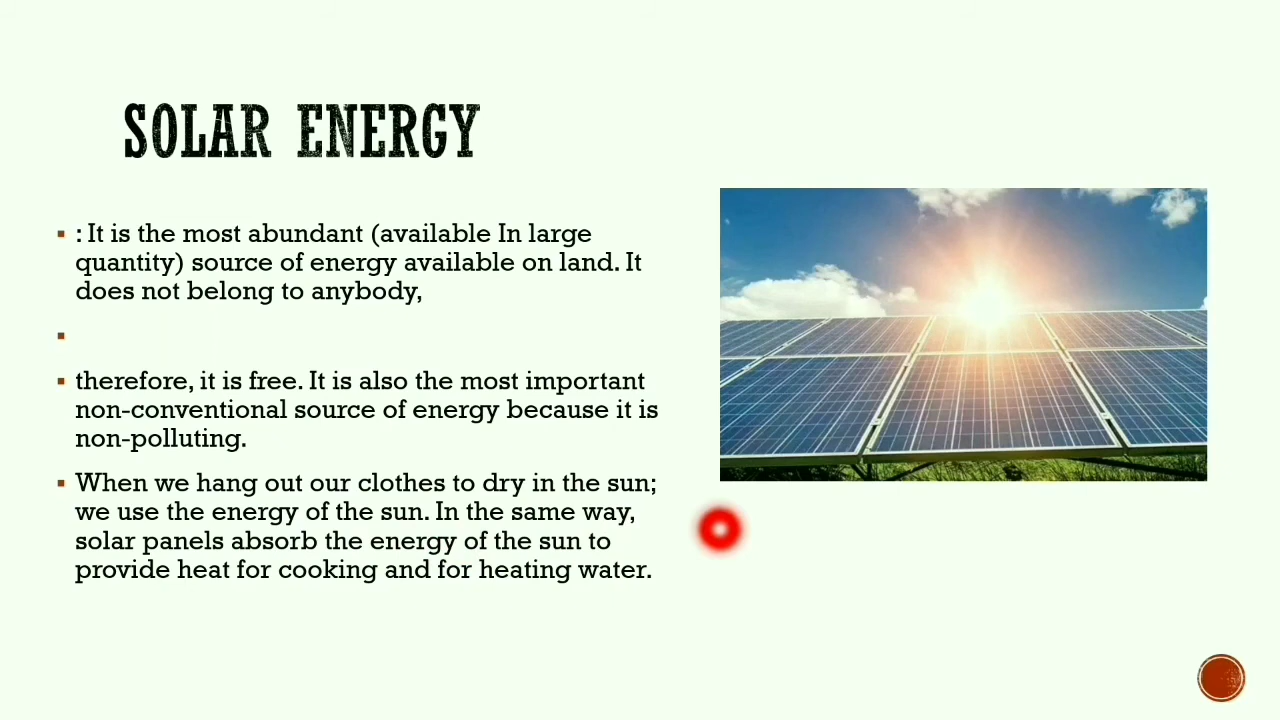 SOLAR ENERGY
: It is the most abundant (available In large
quantity) source of energy available on land. It
does not belong to anybody,
therefore, it is free. It is also the most important
non-conventional source of energy because it is
non-polluting.
When we hang out our clothes to dry in the sun;
we use the energy of the sun. In the same way,
solar panels absorb the energy of the sun to
provide heat for cooking and for heating water.